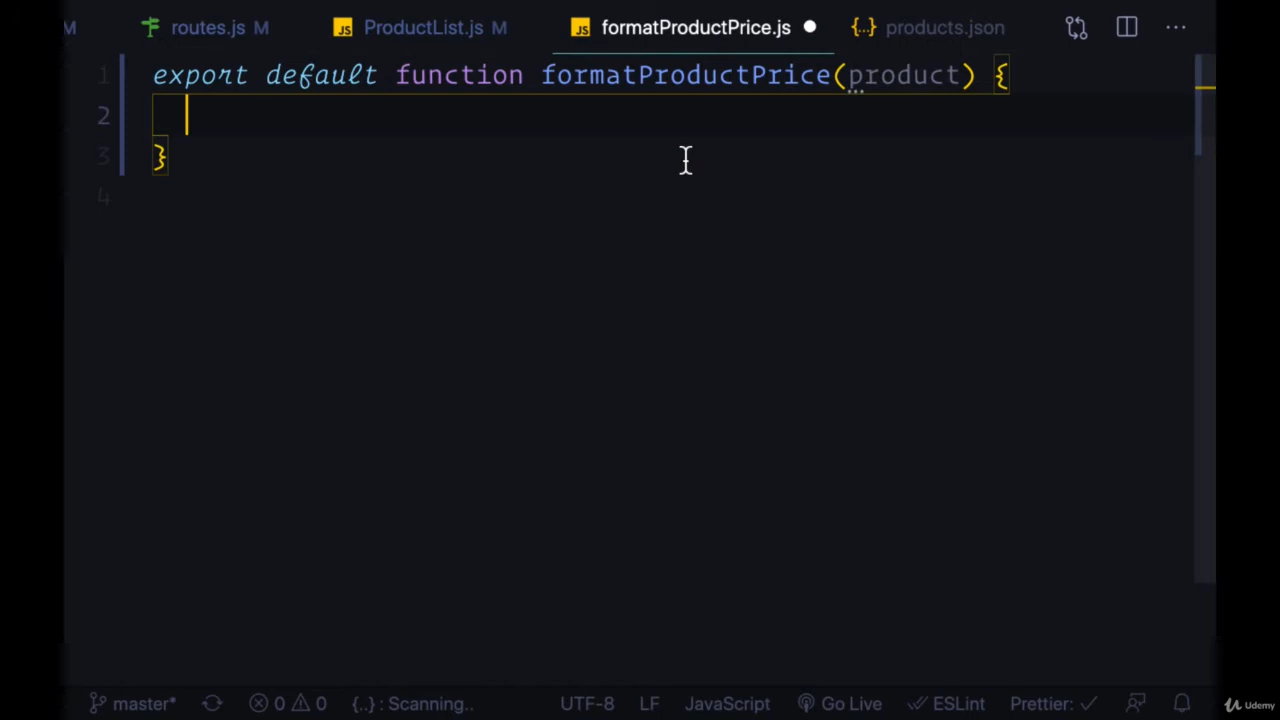 M routes.js M ProductList.js M formatProductPrice.js products.json
1 export default function formatProductPrice(product) {
2
3 }
4
master* 0 0 {..} : Scanning.. UTF-8 LF JavaScript Go Live ESLint Prettier: Udemy